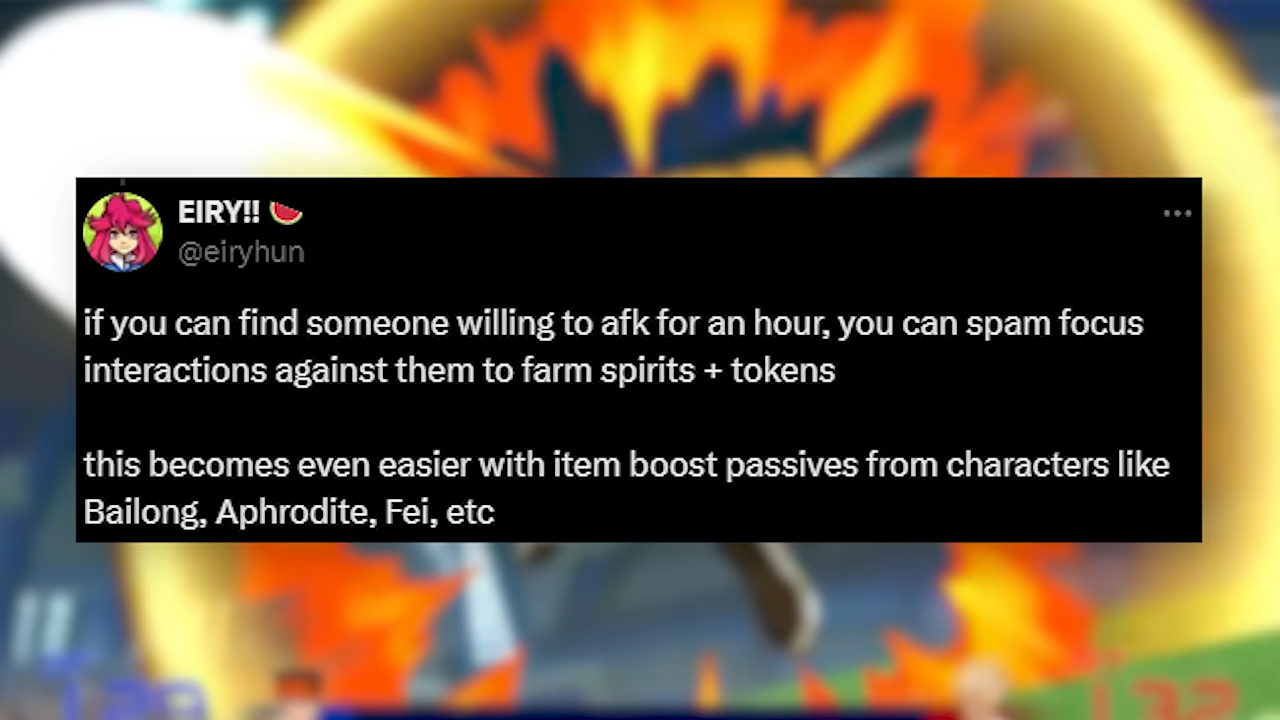 EIRY!! 🍉
@eiryhun
if you can find someone willing to afk for an hour, you can spam focus
interactions against them to farm spirits + tokens
this becomes even easier with item boost passives from characters like
Bailong, Aphrodite, Fei, etc